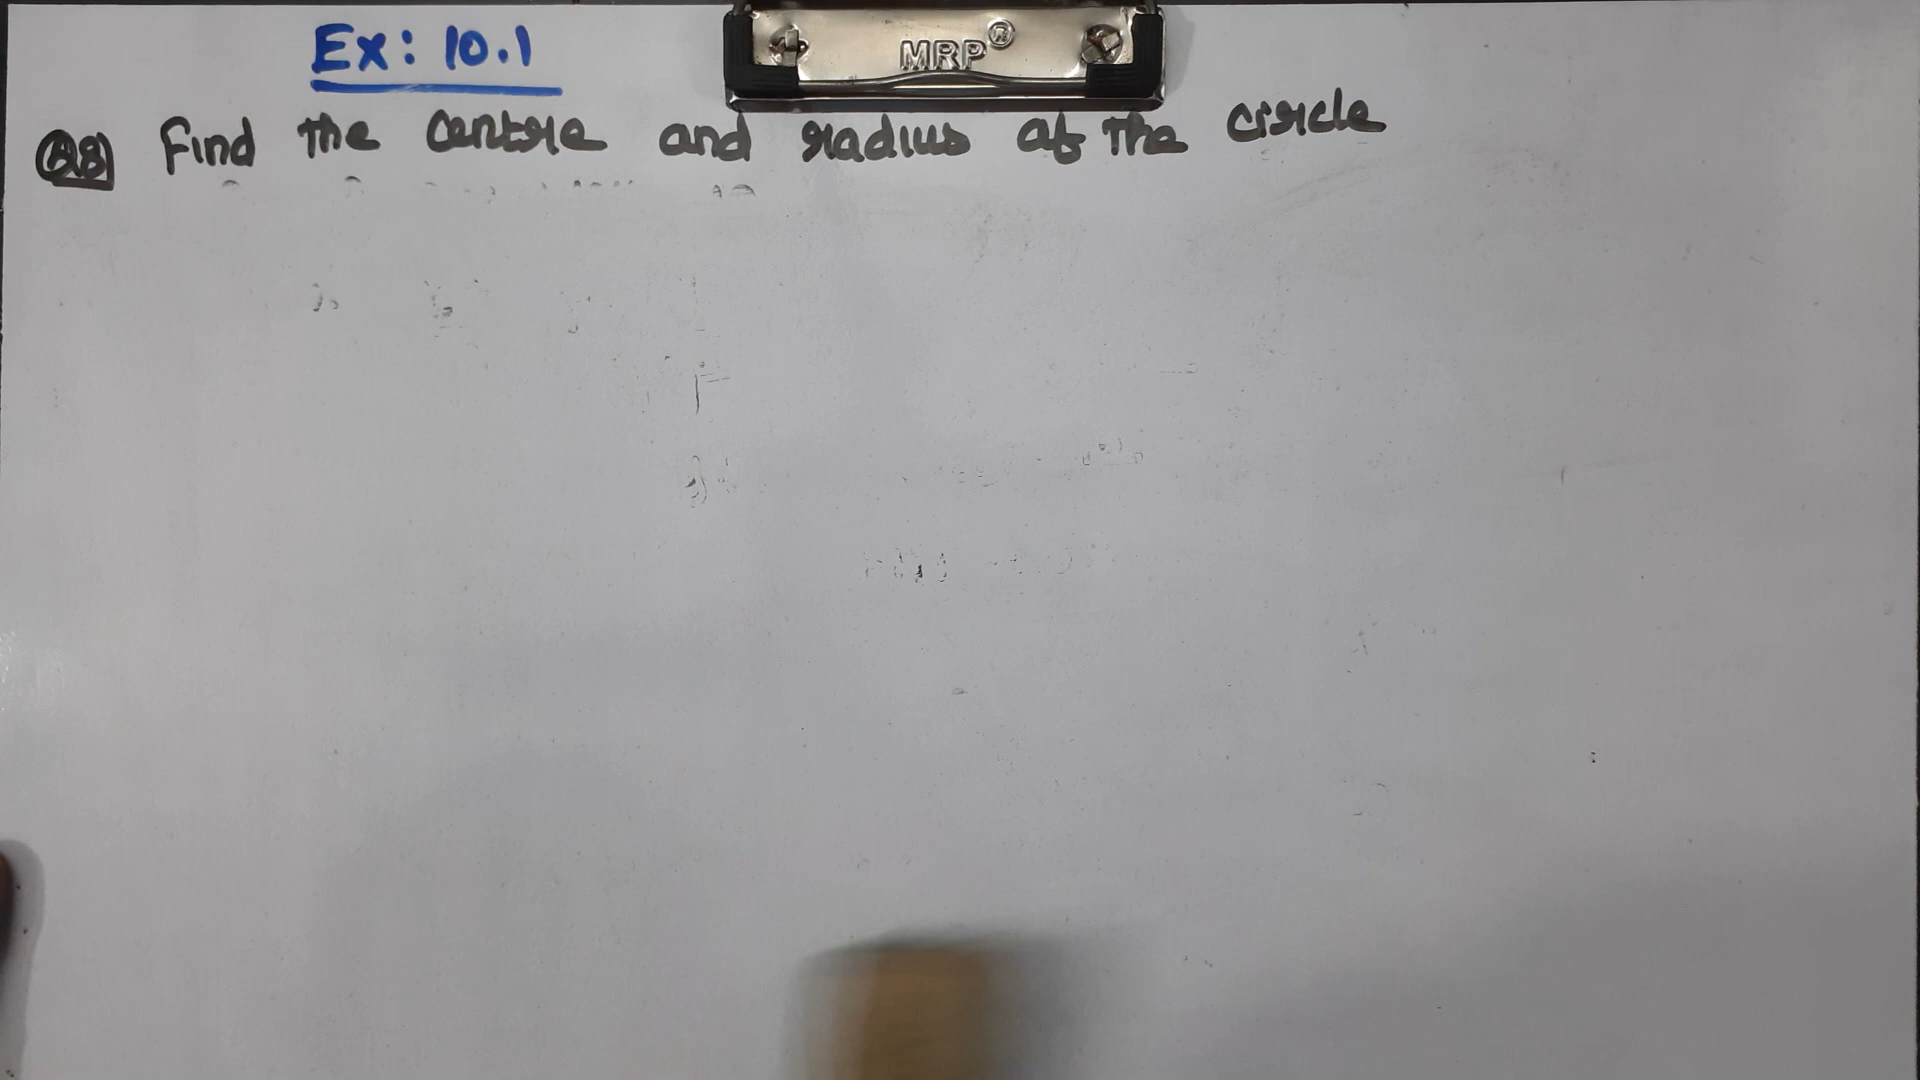 Ex: 10.1
MRP®
Q8) Find the centre and radius of the circle